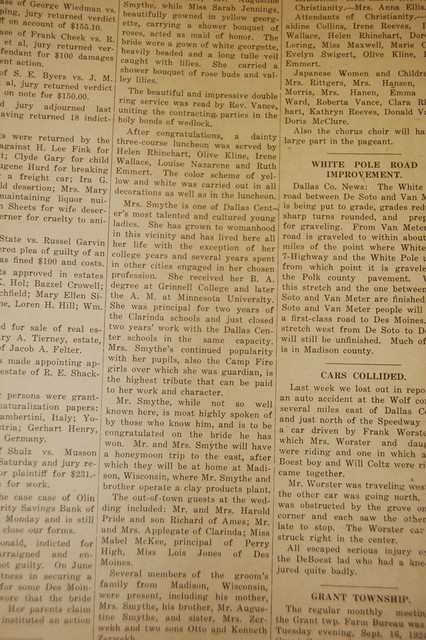 ge of George Wiedman vs.
ng, jury returned verdict
on account of $155.10.
se of Frank Cheek vs. R.
et al, jury returned ver-
fendant for $100 damages
ent action.
of S. E. Byers vs. J. M.
al, jury returned verdict
on note for $150.00.
nd jury adjourned last
aving returned 18 indict-
ts were returned by the
against H. Lee Fink for
t; Clyde Gary for child
ugene Hurd for breaking
a freight car; Ira G.
ld desertion; Mrs. Mary
maintaining liquor nui-
n Sheets for wife deser-
erner for cruelty to ani-
State vs. Russel Garvin
ered plea of guilty of an
as fined $100 and costs.
ts approved in estates
K. Hol; Bazzel Crowell;
chfield; Mary Ellen Si-
ne, Loren H. Hill; Wm.
d for sale of real es-
ry A. Tierney, estate,
of Jacob A. Felter.
s made appointing ap-
estate of R. E. Shack-
persons were grant-
naturalization papers:
ambertini, Italy; Yo-
stria; Gerhart Henry,
Germany.
f Shulz vs. Musson
Saturday and jury re-
or plaintiff for $231.-
for work.
he case case of Olin
rity Savings Bank of
Monday and is still
close our forms.
onald, indicted for
arraigned and en-
not guilty. On June
tness in securing a
for some Des Moin-
wore that the bride
Her parents claim
instituted an action
Smythe, while Miss Sarah Jennings,
beautifully gowned in yellow georg-
ette, carrying a shower bouquet of
roses, acted as maid of honor. The
bride wore a gown of white georgette,
heavily beaded and a long tulle veil
caught with lilies. She carried a
shower bouquet of rose buds and val-
ley lilies.
The beautiful and impressive double
ring service was read by Rev. Vance,
uniting the contracting parties in the
holy bonds of wedlock.
After congratulations, a dainty
three-course luncheon was served by
Helen Rhinehart, Olive Kline, Irene
Wallace, Louise Nazarene and Ruth
Emmert. The color scheme of yel-
low and white was carried out in all
decorations as well as in the luncheon.
Mrs. Smythe is one of Dallas Cent-
er's most talented and cultured young
ladies. She has grown to womanhood
in this vicinity and has lived here all
her life with the exception of her
college years and several years spent
in other cities engaged in her chosen
profession. She received her B. A.
degree at Grinnell College and later
the A. M. at Minnesota University.
She was principal for two years of
the Clarinda schools and just closed
two years' work with the Dallas Cen-
ter schools in the same capacity.
Mrs. Smythe's continued popularity
with her pupils, also the Camp Fire
girls over which she was guardian, is
the highest tribute that can be paid
to her work and character.
Mr. Smythe, while not so well
known here, is most highly spoken of
by those who know him, and is to be
congratulated on the bride he has
won. Mr. and Mrs. Smythe will have
a honeymoon trip to the east, after
which they will be at home at Madi-
son, Wisconsin, where Mr. Smythe and
brother operate a clay products plant.
The out-of-town guests at the wed-
ding included: Mr. and Mrs. Harold
Pride and son Richard of Ames; Mr.
and Mrs. Applegate of Clarinda; Miss
Mabel McKee, principal of Perry
High, Miss Lois Jones of Des
Moines.
Several members of the groom's
family from Madison, Wisconsin,
were present, including his mother,
Mrs. Smythe, his brother, Mr. Augus-
tine Smythe, and sister, Mrs. Zer-
wekh and two sons Otto and Kenneth
Zerwekh
Christianity.—Mrs. Anna Ellis
Attendants of Christianity.—
aldine Collins, Irene Reeves,
Wallace, Helen Rhinehart, Dore
Loring, Miss Maxwell, Marie C
Evelyn Swigert, Olive Kline,
Emmert.
Japanese Women and Childre
Mrs. Rittgers, Mrs. Hansen,
Morris, Mrs. Hanen, Emma
Ward, Roberta Vance, Clara Rh
hart, Kathryn Reeves, Donald Va
Doris McClure.
Also the chorus choir will ha
large part in the pageant.
WHITE POLE ROAD
IMPROVEMENT.
Dallas Co. News: The White
road between De Soto and Van M
is being put to grade, grades red
sharp turns rounded, and prep
for graveling. From Van Meter
road is graveled to within about
miles of the point where White
7-Highway and the White Pole
from which point it is gravele
the Polk county pavement.
this stretch and the one between
Soto and Van Meter are finished
Soto and Van Meter people will
a first-class road to Des Moines.
stretch west from De Soto to De
will still be unfinished. Much of
is in Madison county.
CARS COLLIDED.
Last week we lost out in repo
an auto accident at the Wolf co
several miles east of Dallas C
and just north of the Speedway
a car driven by Frank Worste
which Mrs. Worster and daug
were riding and one in which a
Boest boy and Will Coltz were ri
came together.
Mr. Worster was traveling west
the other car was going north.
was obstructed by the grove on
corner and each saw the other
late to stop. The Worster car
struck right in the center.
All escaped serious injury ex
the DeBoest lad who had a kne
jured quite badly.
GRANT TOWNSHIP.
The regular monthly meeting
the Grant twp. Farm Bureau was
Tuesday evening, Sept. 16, 192